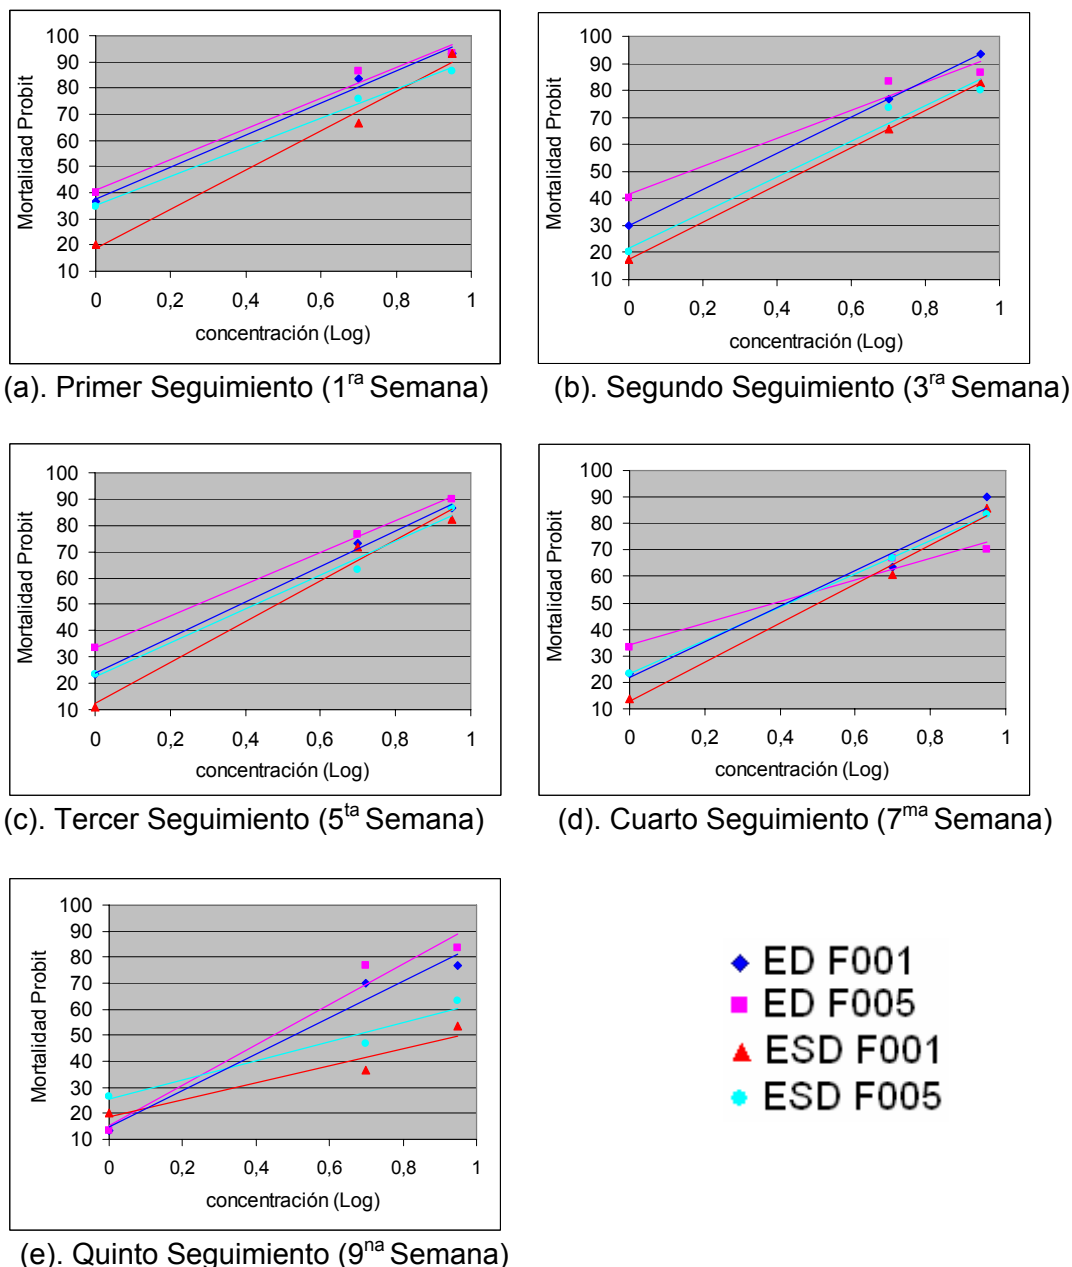 Mortalidad Probit
100
90
80
70
60
50
40
30
20
10
0 0,2 0,4 0,6 0,8 1
concentración (Log)
(a). Primer Seguimiento (1ra Semana)
Mortalidad Probit
100
90
80
70
60
50
40
30
20
10
0 0,2 0,4 0,6 0,8 1
concentración (Log)
(b). Segundo Seguimiento (3ra Semana)
Mortalidad Probit
100
90
80
70
60
50
40
30
20
10
0 0,2 0,4 0,6 0,8 1
concentración (Log)
(c). Tercer Seguimiento (5ta Semana)
Mortalidad Probit
100
90
80
70
60
50
40
30
20
10
0 0,2 0,4 0,6 0,8 1
concentración (Log)
(d). Cuarto Seguimiento (7ma Semana)
Mortalidad Probit
100
90
80
70
60
50
40
30
20
10
0 0,2 0,4 0,6 0,8 1
concentración (Log)
(e). Quinto Seguimiento (9na Semana)
ED F001
ED F005
ESD F001
ESD F005